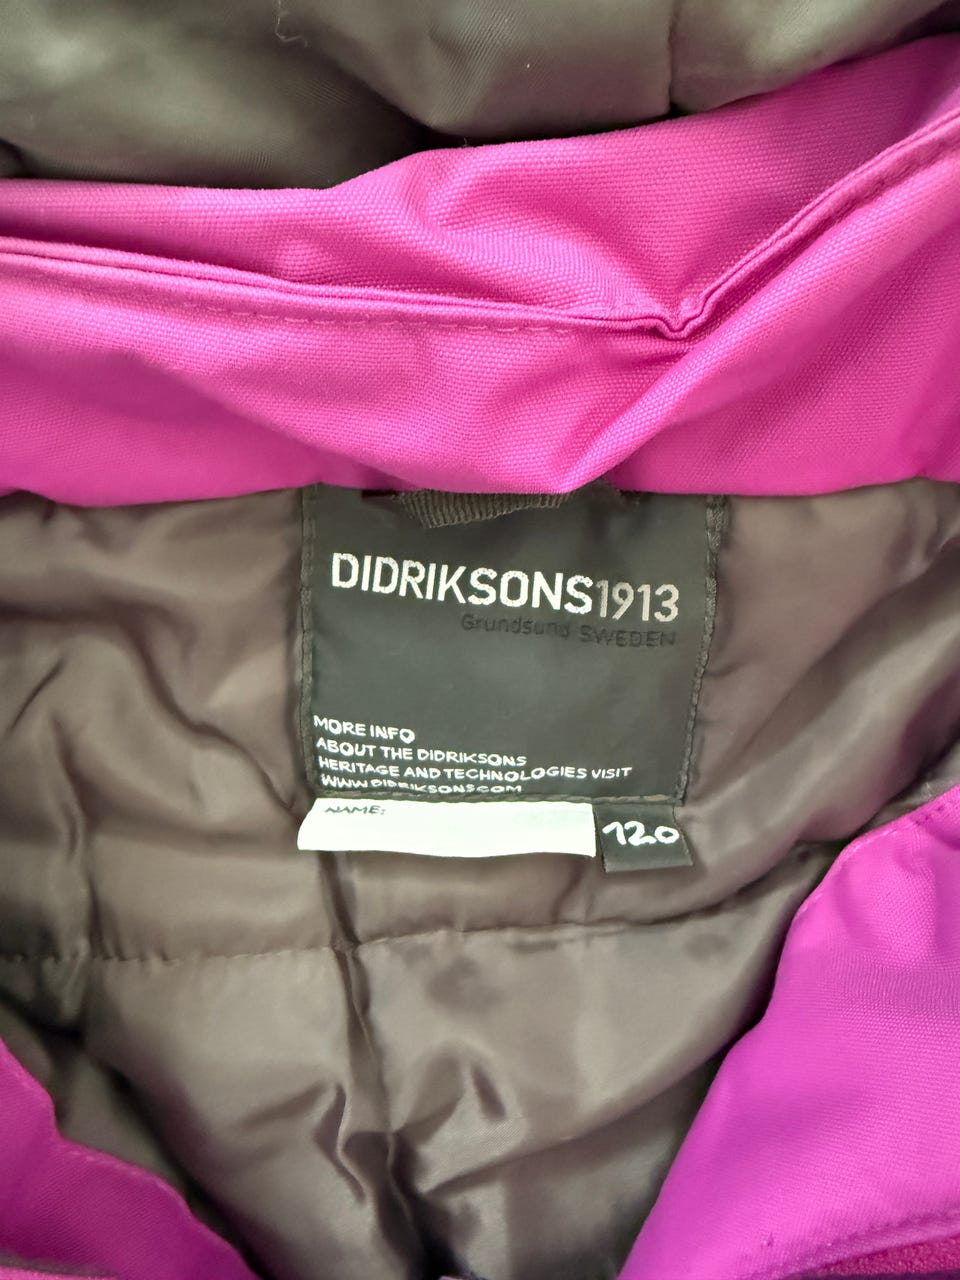 DIDRIKSONS1913
Grundsund SWEDEN
MORE INFO
ABOUT THE DIDRIKSONS
HERITAGE AND TECHNOLOGIES VISIT
WWW.DIDRIKSONS.COM
NAME:
120